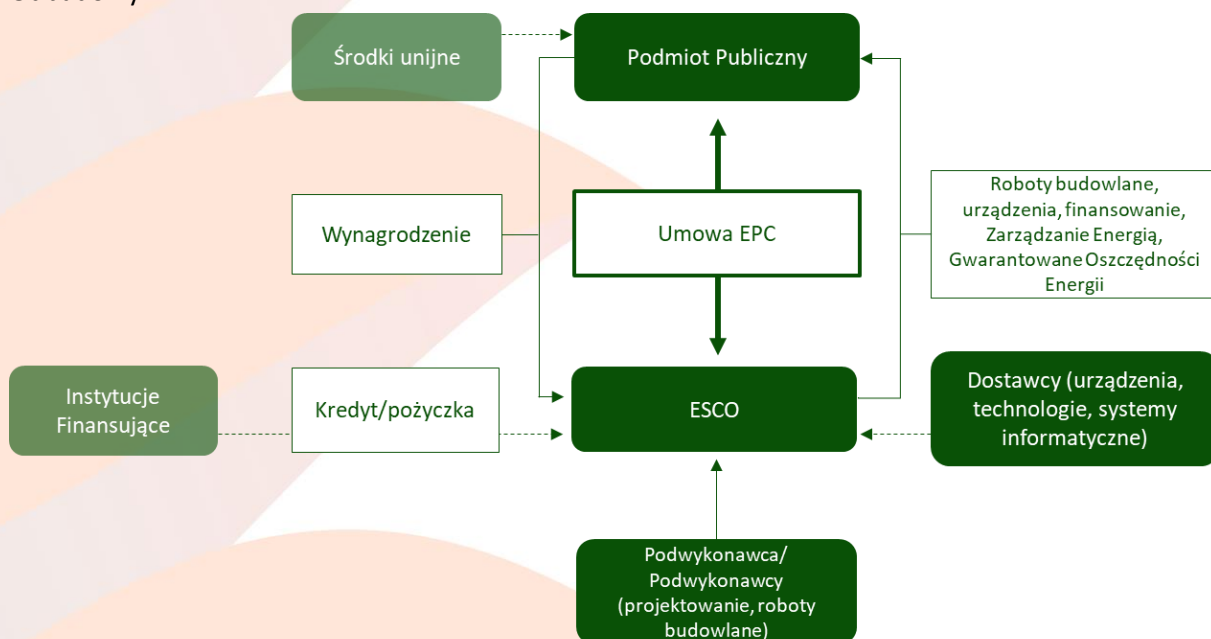 Środki unijne
Podmiot Publiczny
Wynagrodzenie
Umowa EPC
Roboty budowlane,
urządzenia, finansowanie,
Zarządzanie Energią,
Gwarantowane Oszczędności
Energii
Instytucje
Finansujące
Kredyt/pożyczka
ESCO
Dostawcy (urządzenia,
technologie, systemy
informatyczne)
Podwykonawca/
Podwykonawcy
(projektowanie, roboty
budowlane)